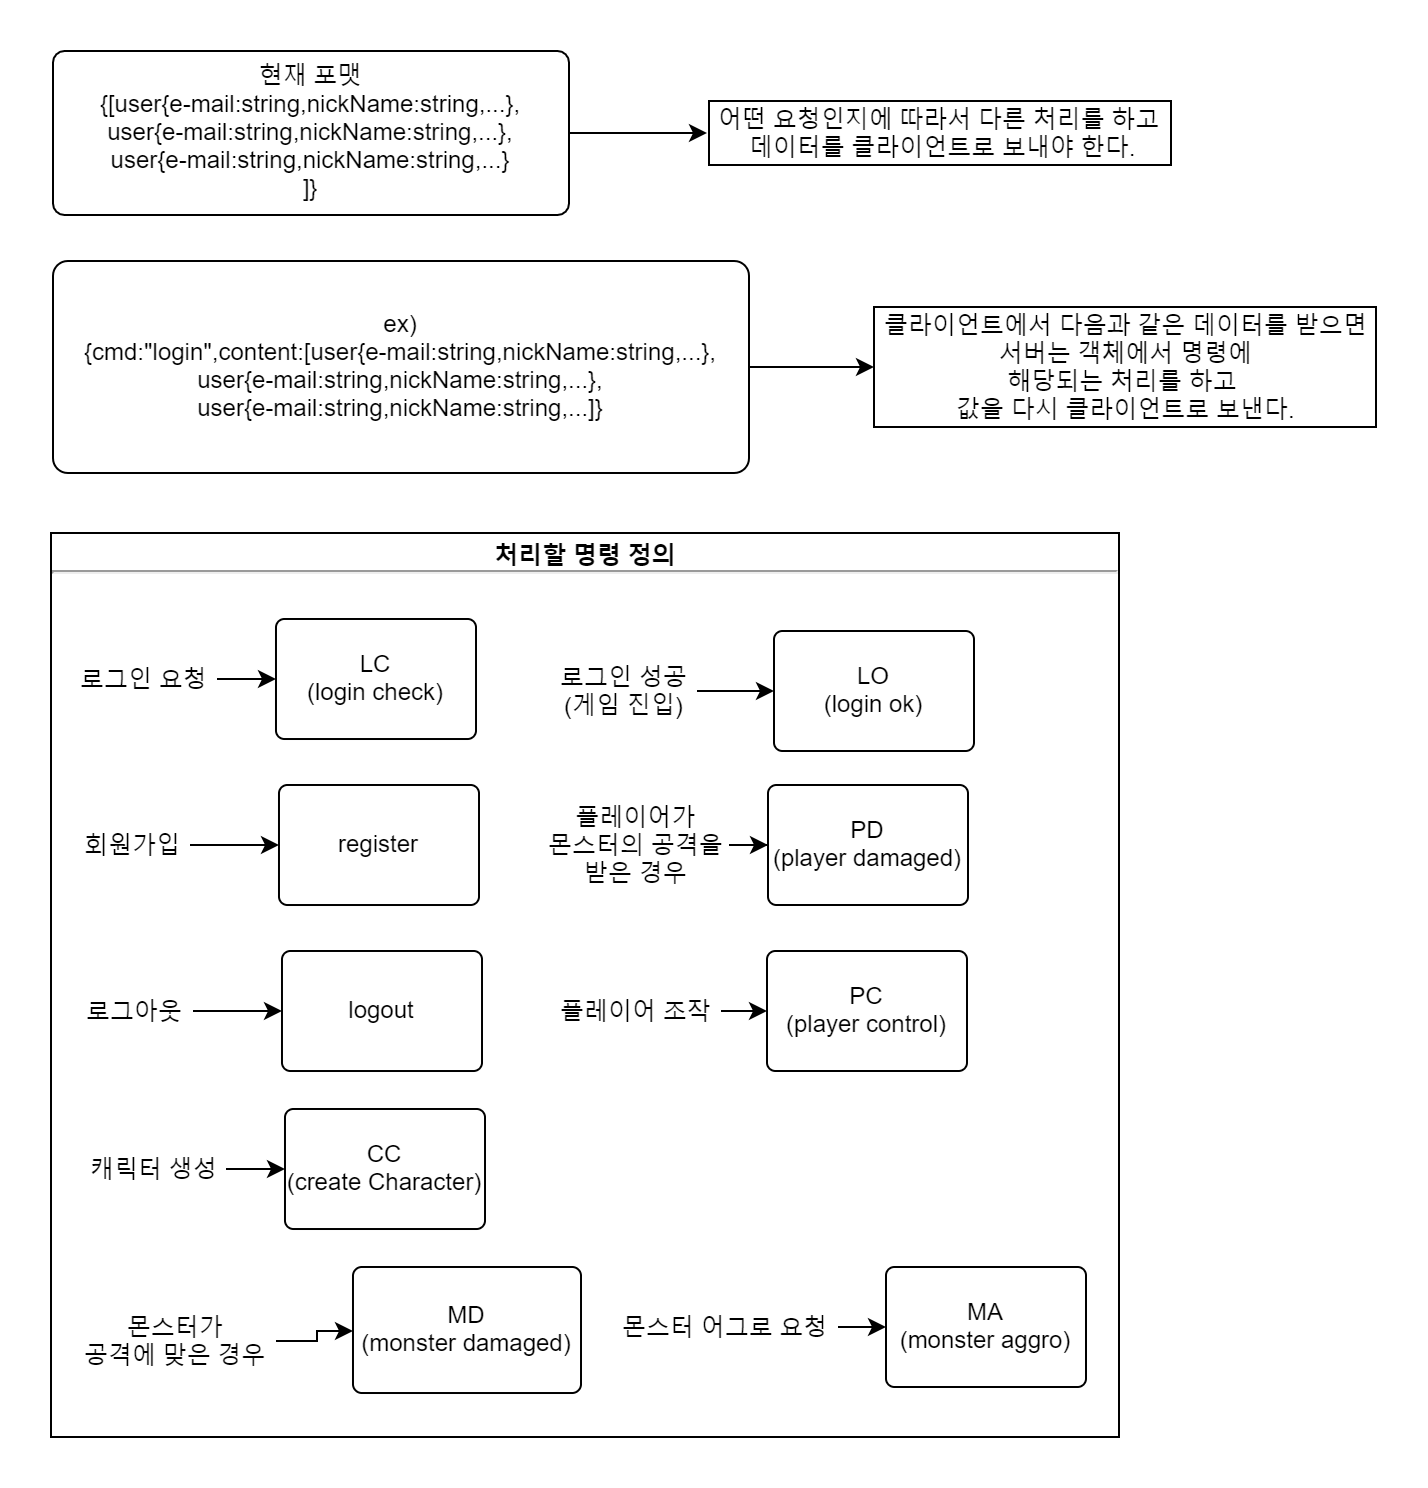 현재 포맷
{[user{e-mail:string,nickName:string,...},
user{e-mail:string,nickName:string,...},
user{e-mail:string,nickName:string,...}
]}
어떤 요청인지에 따라서 다른 처리를 하고
데이터를 클라이언트로 보내야 한다.
ex)
{cmd:"login",content:[user{e-mail:string,nickName:string,...},
user{e-mail:string,nickName:string,...},
user{e-mail:string,nickName:string,...]}
클라이언트에서 다음과 같은 데이터를 받으면
서버는 객체에서 명령에
해당되는 처리를 하고
값을 다시 클라이언트로 보낸다.
처리할 명령 정의
로그인 요청
LC
(login check)
로그인 성공
(게임 진입)
LO
(login ok)
회원가입
register
플레이어가
몬스터의 공격을
받은 경우
PD
(player damaged)
로그아웃
logout
플레이어 조작
PC
(player control)
캐릭터 생성
CC
(create Character)
몬스터가
공격에 맞은 경우
MD
(monster damaged)
몬스터 어그로 요청
MA
(monster aggro)